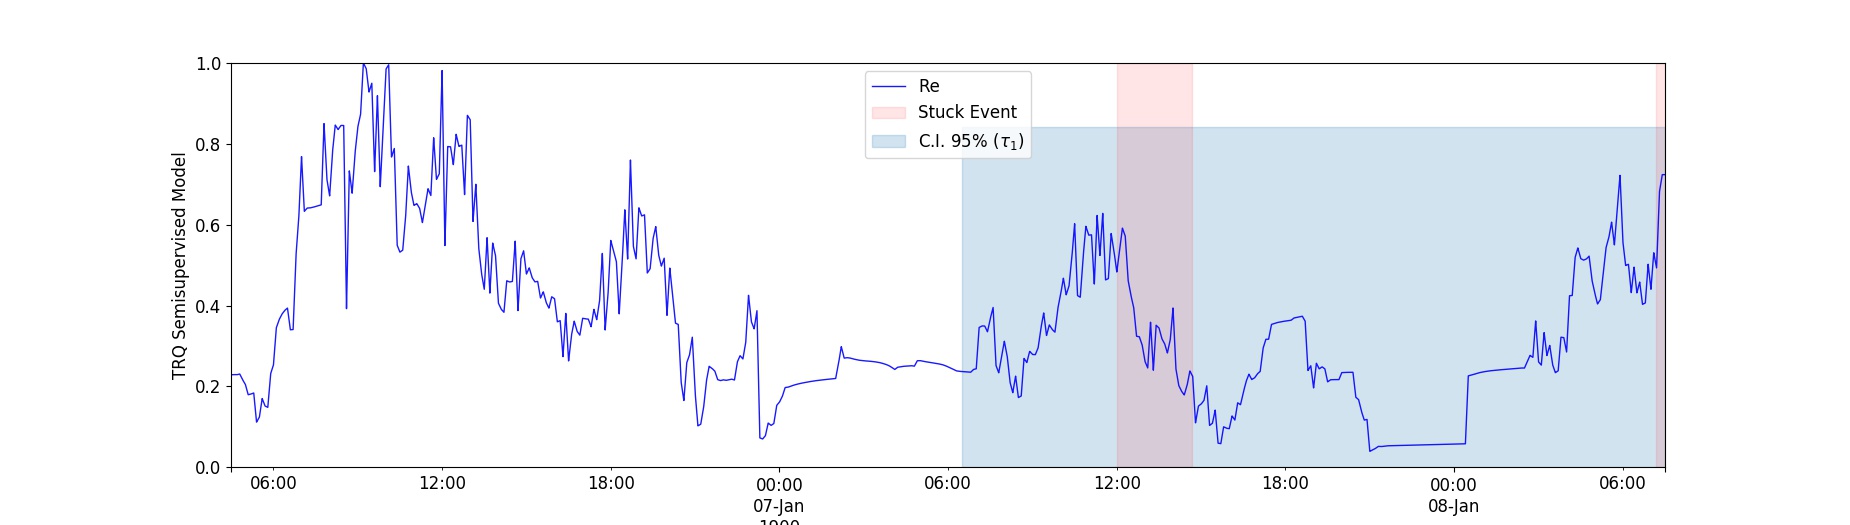 TRQ Semisupervised Model
1.0
0.8
0.6
0.4
0.2
0.0
Re
Stuck Event
C.I. 95% (τ₁)
06:00 12:00 18:00 00:00 06:00 12:00 18:00 00:00 06:00
07-Jan 08-Jan
1900